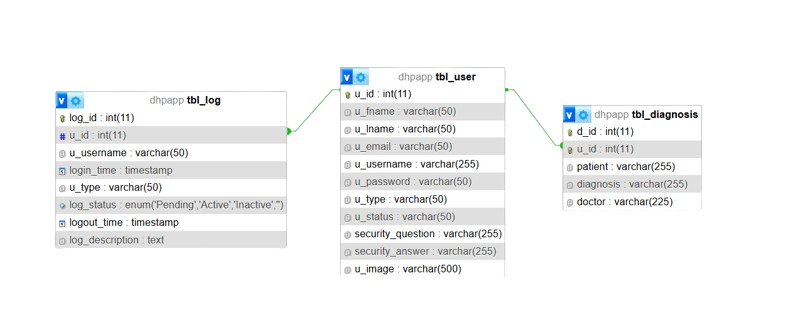 dhpapp tbl_log
log_id : int(11)
u_id : int(11)
u_username : varchar(50)
login_time : timestamp
u_type : varchar(50)
log_status : enum('Pending','Active','Inactive','')
logout_time : timestamp
log_description : text
dhpapp tbl_user
u_id : int(11)
u_fname : varchar(50)
u_lname : varchar(50)
u_email : varchar(50)
u_username : varchar(255)
u_password : varchar(50)
u_type : varchar(50)
u_status : varchar(50)
security_question : varchar(255)
security_answer : varchar(255)
u_image : varchar(500)
dhpapp tbl_diagnosis
d_id : int(11)
u_id : int(11)
patient : varchar(255)
diagnosis : varchar(255)
doctor : varchar(225)